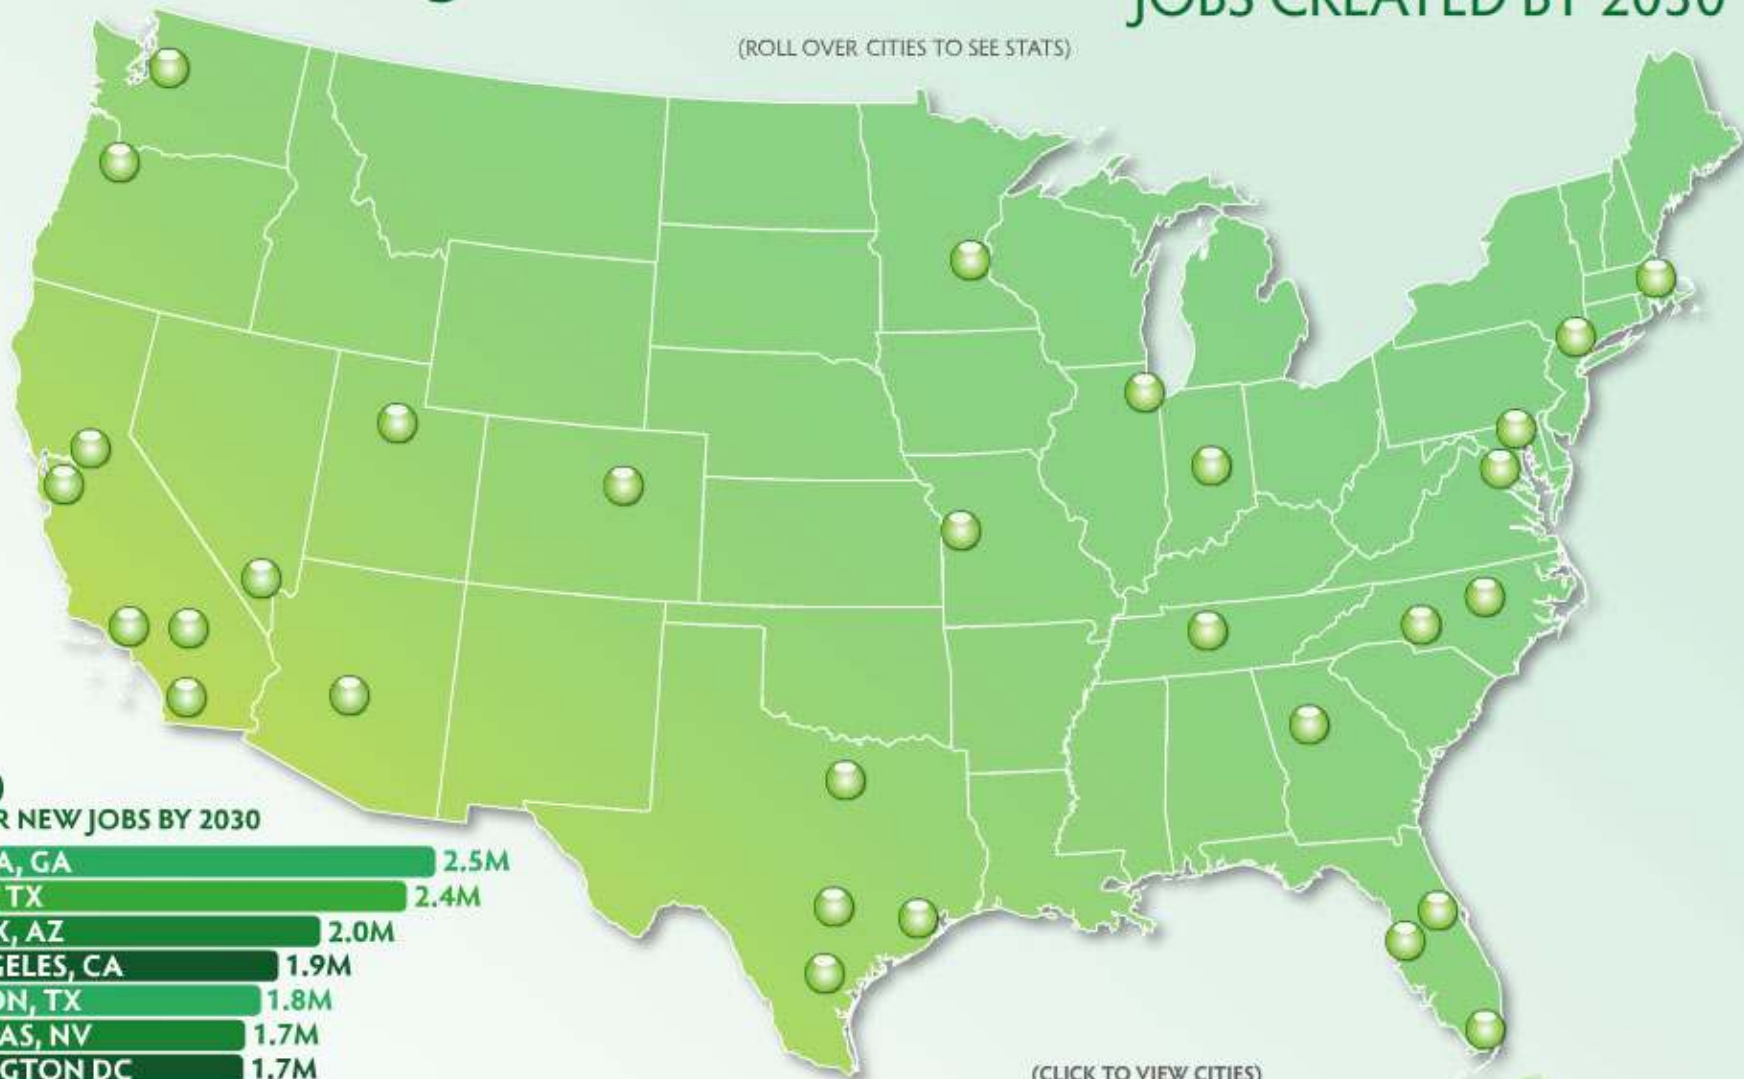 JOBS CREATED BY 2030
(ROLL OVER CITIES TO SEE STATS)
R NEW JOBS BY 2030
A, GA 2.5M
TX 2.4M
X, AZ 2.0M
GELES, CA 1.9M
ON, TX 1.8M
AS, NV 1.7M
NGTON DC 1.7M
(CLICK TO VIEW CITIES)